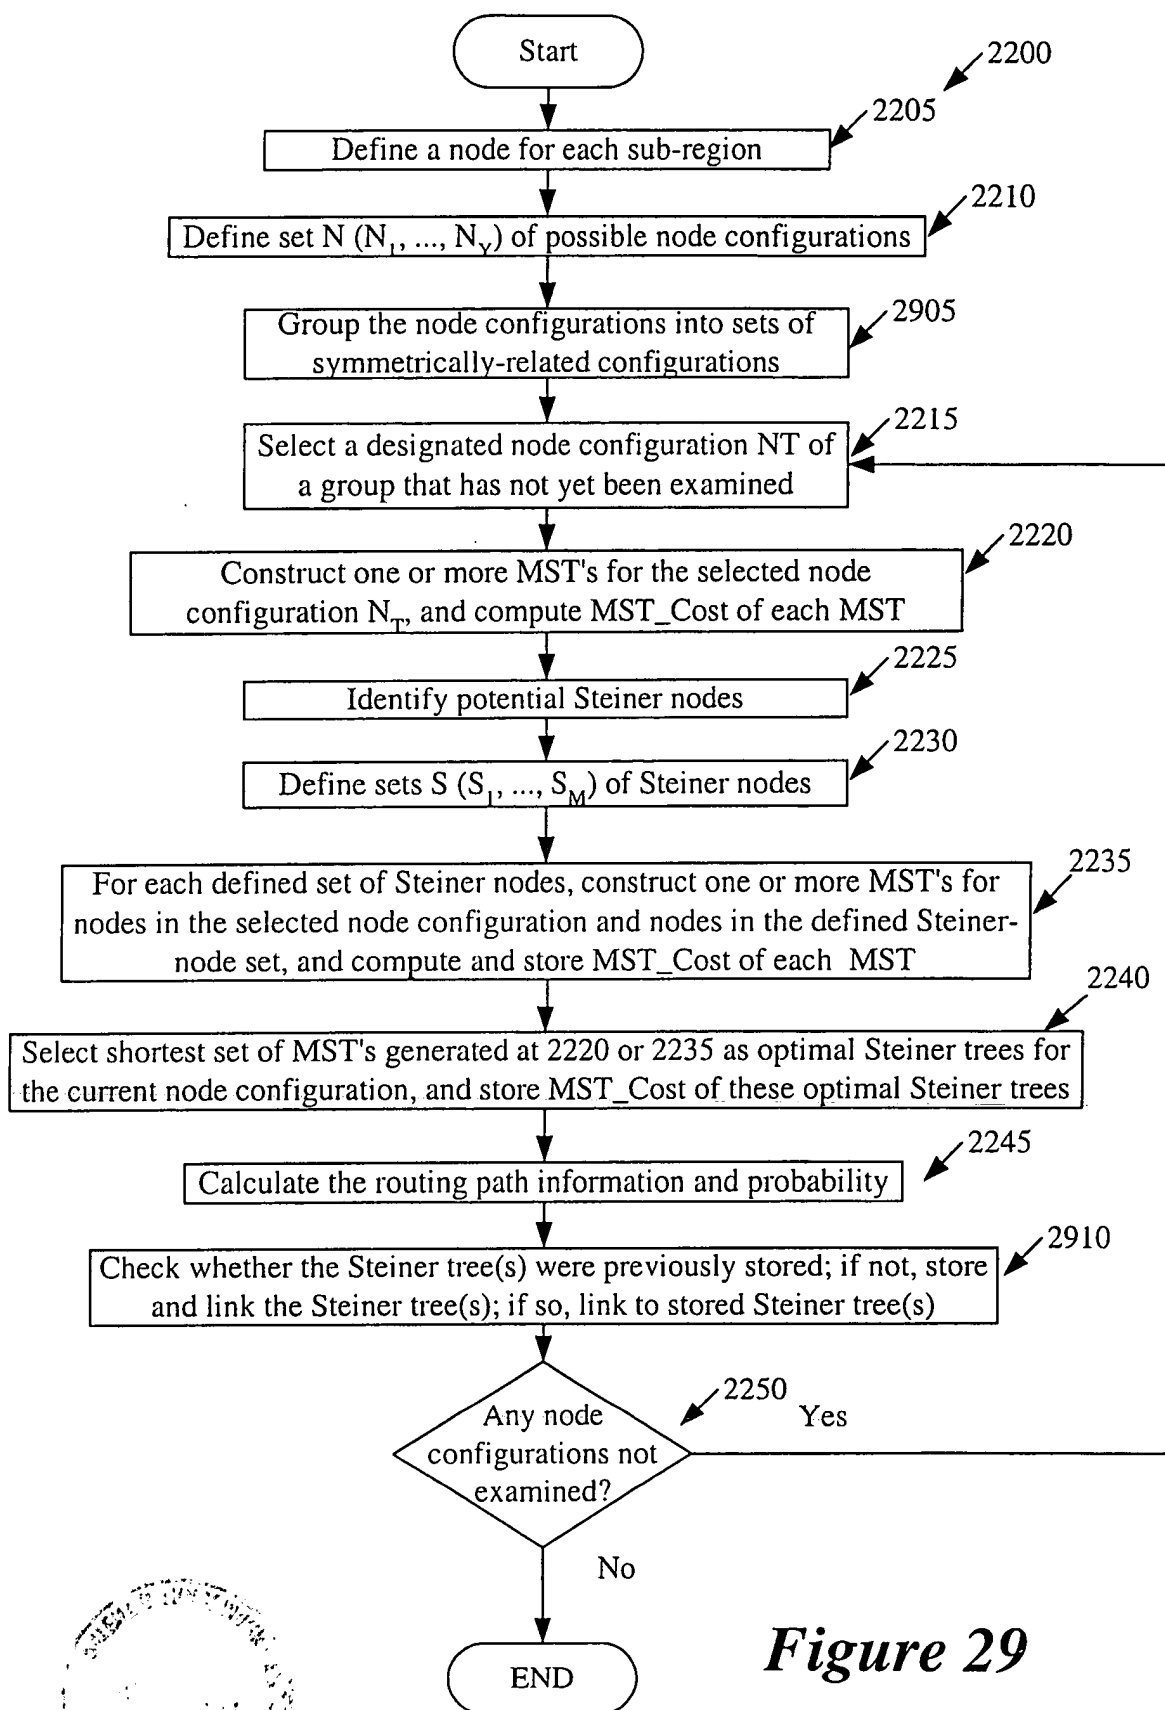 Start
2200
2205
Define a node for each sub-region
2210
Define set N (N₁, ..., N_Y) of possible node configurations
2905
Group the node configurations into sets of
symmetrically-related configurations
2215
Select a designated node configuration NT of
a group that has not yet been examined
2220
Construct one or more MST's for the selected node
configuration N_T, and compute MST_Cost of each MST
2225
Identify potential Steiner nodes
2230
Define sets S (S₁, ..., S_M) of Steiner nodes
2235
For each defined set of Steiner nodes, construct one or more MST's for
nodes in the selected node configuration and nodes in the defined Steiner-
node set, and compute and store MST_Cost of each MST
2240
Select shortest set of MST's generated at 2220 or 2235 as optimal Steiner trees for
the current node configuration, and store MST_Cost of these optimal Steiner trees
2245
Calculate the routing path information and probability
2910
Check whether the Steiner tree(s) were previously stored; if not, store
and link the Steiner tree(s); if so, link to stored Steiner tree(s)
2250
Yes
Any node
configurations not
examined?
No
END
Figure 29